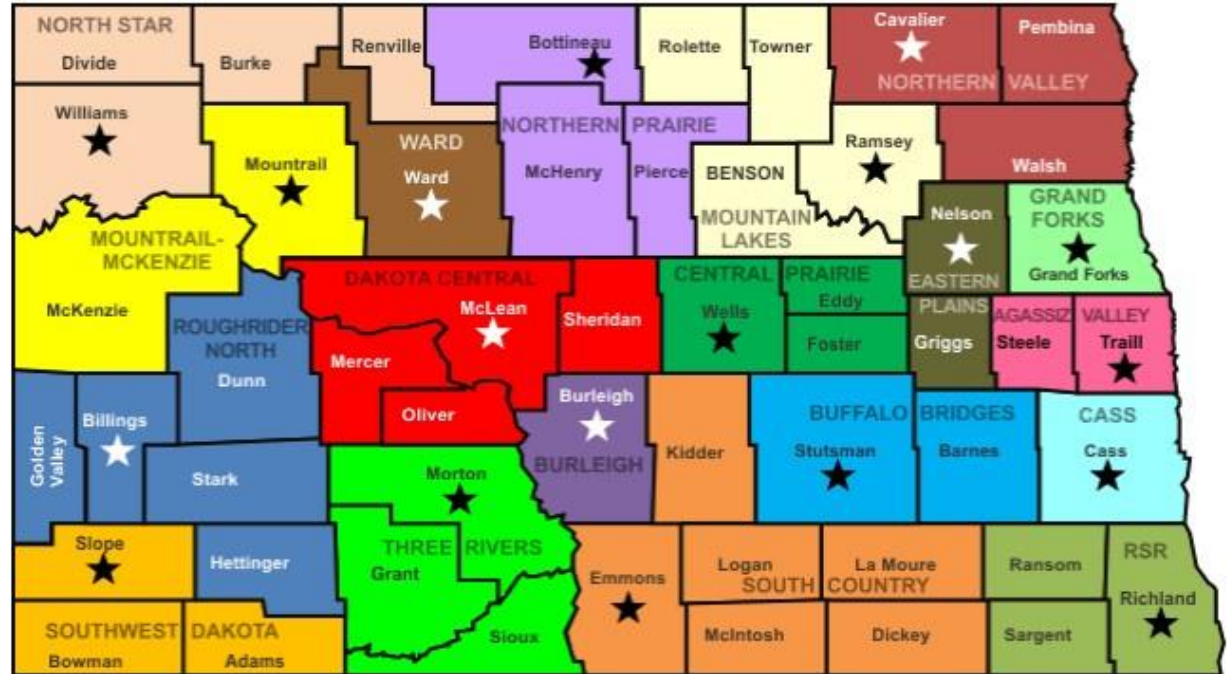 NORTH STAR
Divide
Burke
Renville
Bottineau
Rolette
Towner
Cavalier
Pembina
NORTHERN VALLEY
Williams
Mountrail
WARD
Ward
NORTHERN PRAIRIE
McHenry
Pierce
BENSON
Ramsey
Walsh
MOUNTAIN
LAKES
Nelson
EASTERN
GRAND
FORKS
Grand Forks
MOUNTRAIL-
MCKENZIE
McKenzie
ROUGHRIDER
NORTH
Dunn
DAKOTA CENTRAL
McLean
Sheridan
Mercer
Oliver
CENTRAL PRAIRIE
Eddy
Wells
Foster
PLAINS
Griggs
AGASSIZ VALLEY
Steele
Traill
Golden
Valley
Billings
Stark
Burleigh
BURLEIGH
Kidder
BUFFALO BRIDGES
Stutsman
Barnes
CASS
Cass
Morton
THREE RIVERS
Grant
Sioux
Slope
Hettinger
SOUTHWEST DAKOTA
Bowman
Adams
Emmons
Logan
La Moure
SOUTH COUNTRY
McIntosh
Dickey
Ransom
Sargent
RSR
Richland